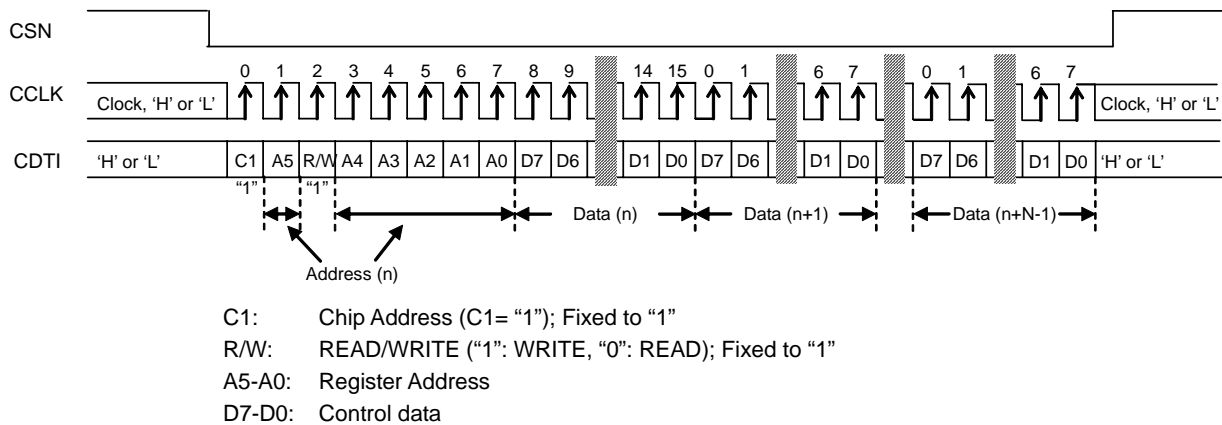 CSN
0 1 2 3 4 5 6 7 8 9 14 15 0 1 6 7 0 1 6 7
CCLK Clock, ‘H’ or ‘L’ Clock, ‘H’ or ‘L’
CDTI ‘H’ or ‘L’ C1 A5 R/W A4 A3 A2 A1 A0 D7 D6 D1 D0 D7 D6 D1 D0 D7 D6 D1 D0 ‘H’ or ‘L’
“1” “1”
Data (n) Data (n+1) Data (n+N-1)
Address (n)
C1: Chip Address (C1= “1”); Fixed to “1”
R/W: READ/WRITE (“1”: WRITE, “0”: READ); Fixed to “1”
A5-A0: Register Address
D7-D0: Control data